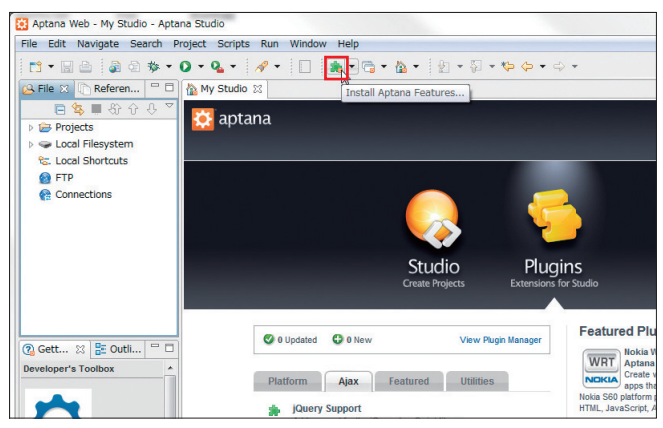 Aptana Web - My Studio - Aptana Studio
File Edit Navigate Search Project Scripts Run Window Help
File Referen...
My Studio
Install Aptana Features...
Projects
Local Filesystem
Local Shortcuts
FTP
Connections
aptana
Studio
Create Projects
Plugins
Extensions for Studio
Gett... Outli...
Developer's Toolbox
0 Updated 0 New View Plugin Manager
Platform Ajax Featured Utilities
jQuery Support
Featured Plu
WRT
NOKIA
Nokia W
Aptana
Create
apps tha
Nokia S60 platform
HTML, JavaScript, A